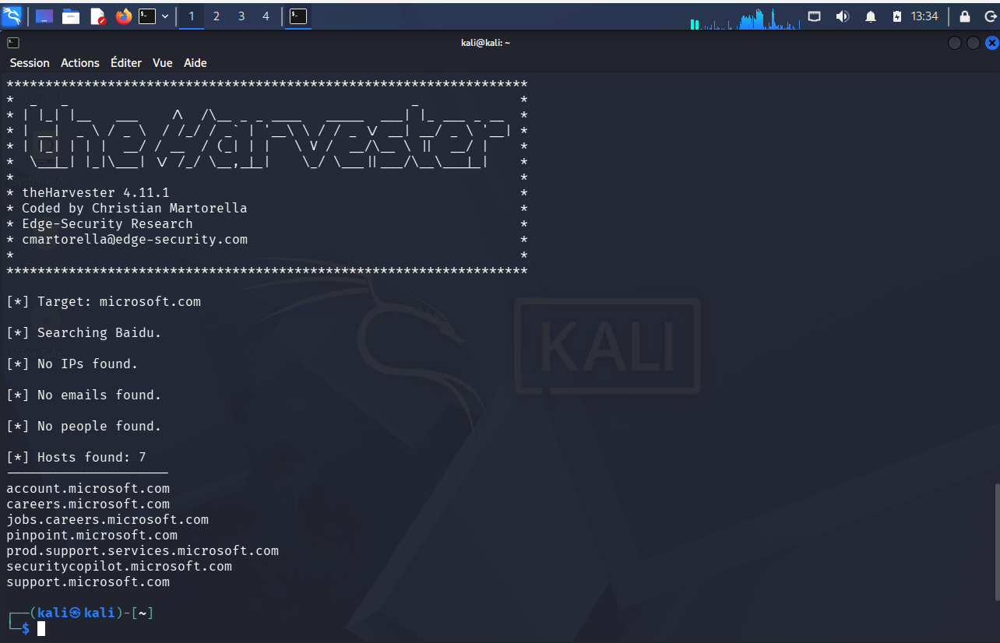 1 2 3 4 13:34
kali@kali: ~
Session Actions Éditer Vue Aide
*******************************************************************
*  _   _                                            _             *
* | |_| |__   ___    /\  /\__ _ _ ____   _____  ___| |_ ___ _ __  *
* | __|  _ \ / _ \  / /_/ / _` | '__\ \ / / _ \/ __| __/ _ \ '__| *
* | |_| | | |  __/ / __  / (_| | |   \ V /  __/\__ \ ||  __/ |    *
*  \__|_| |_|\___| \/ /_/ \__,_|_|    \_/ \___||___/\__\___|_|    *
*                                                                 *
* theHarvester 4.11.1                                             *
* Coded by Christian Martorella                                   *
* Edge-Security Research                                          *
* cmartorella@edge-security.com                                   *
*                                                                 *
*******************************************************************
[*] Target: microsoft.com
[*] Searching Baidu.
[*] No IPs found.
[*] No emails found.
[*] No people found.
[*] Hosts found: 7
---------------------
account.microsoft.com
careers.microsoft.com
jobs.careers.microsoft.com
pinpoint.microsoft.com
prod.support.services.microsoft.com
securitycopilot.microsoft.com
support.microsoft.com
┌──(kali㉿kali)-[~]
└─$
KALI